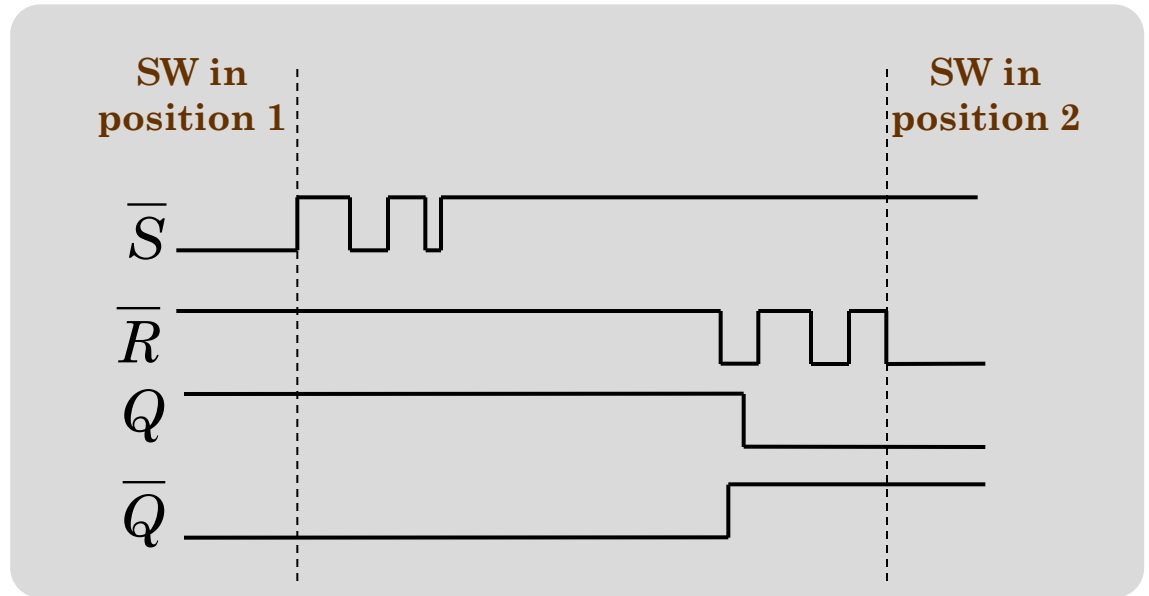 SW in
position 1
SW in
position 2
S̅
R̅
Q
Q̅